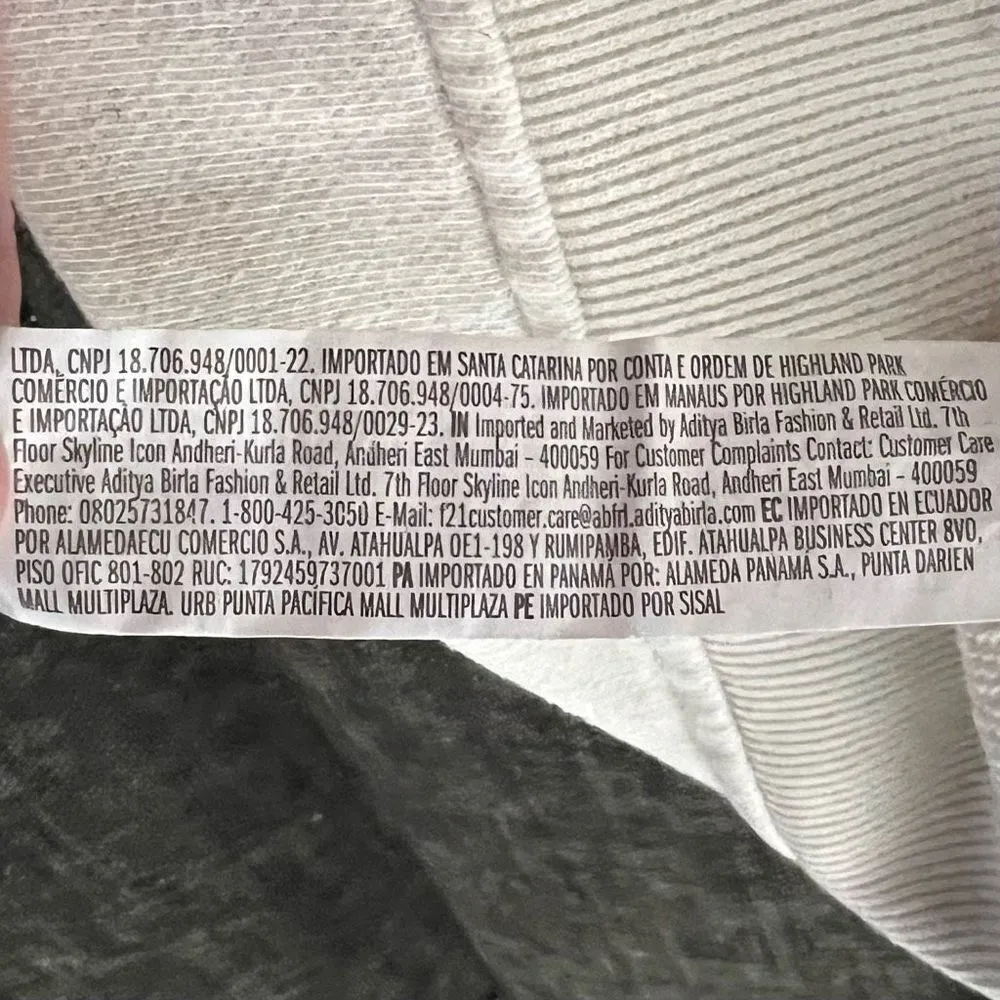 LTDA, CNPJ 18.706.948/0001-22. IMPORTADO EM SANTA CATARINA POR CONTA E ORDEM DE HIGHLAND PARK
COMÉRCIO E IMPORTAÇÃO LTDA, CNPJ 18.706.948/0004-75. IMPORTADO EM MANAUS POR HIGHLAND PARK COMÉRCIO
E IMPORTAÇÃO LTDA, CNPJ 18.706.948/0029-23. IN Imported and Marketed by Aditya Birla Fashion & Retail Ltd. 7th
Floor Skyline Icon Andheri-Kurla Road, Andheri East Mumbai - 400059 For Customer Complaints Contact: Customer Care
Executive Aditya Birla Fashion & Retail Ltd. 7th Floor Skyline Icon Andheri-Kurla Road, Andheri East Mumbai - 400059
Phone: 08025731847. 1-800-425-3050 E-Mail: f21customer.care@abfrl.adityabirla.com EC IMPORTADO EN ECUADOR
POR ALAMEDAECU COMERCIO S.A., AV. ATAHUALPA OE1-198 Y RUMIPAMBA, EDIF. ATAHUALPA BUSINESS CENTER 8VO,
PISO OFIC 801-802 RUC: 1792459737001 PA IMPORTADO EN PANAMÁ POR: ALAMEDA PANAMÁ S.A., PUNTA DARIEN
MALL MULTIPLAZA. URB PUNTA PACÍFICA MALL MULTIPLAZA PE IMPORTADO POR SISAL